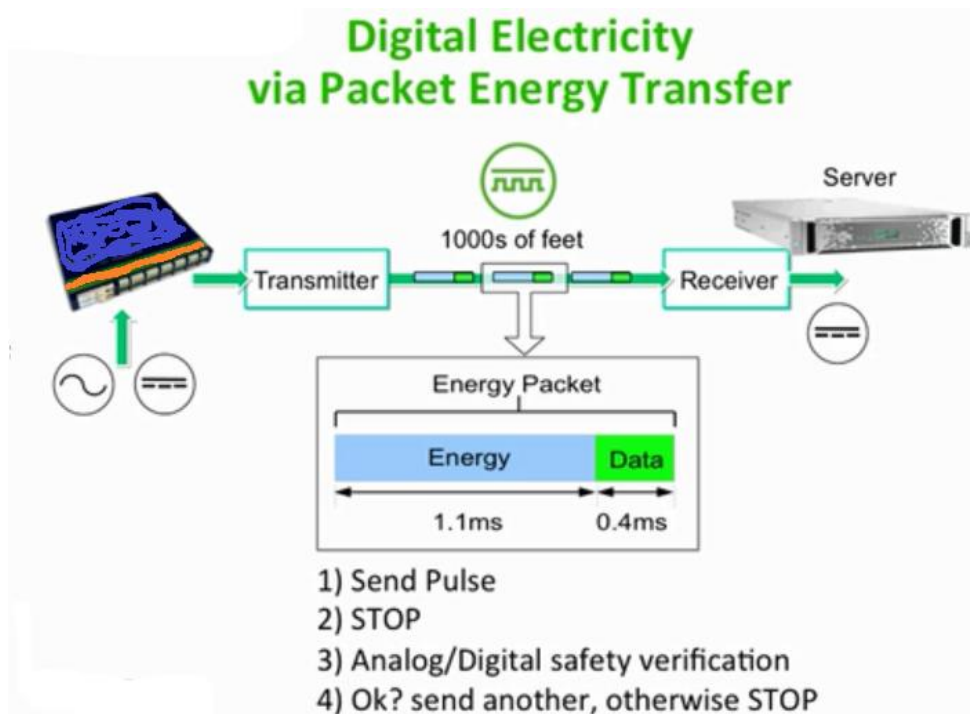 Digital Electricity
via Packet Energy Transfer
Server
1000s of feet
Transmitter
Receiver
Energy Packet
Energy
Data
1.1ms
0.4ms
1) Send Pulse
2) STOP
3) Analog/Digital safety verification
4) Ok? send another, otherwise STOP